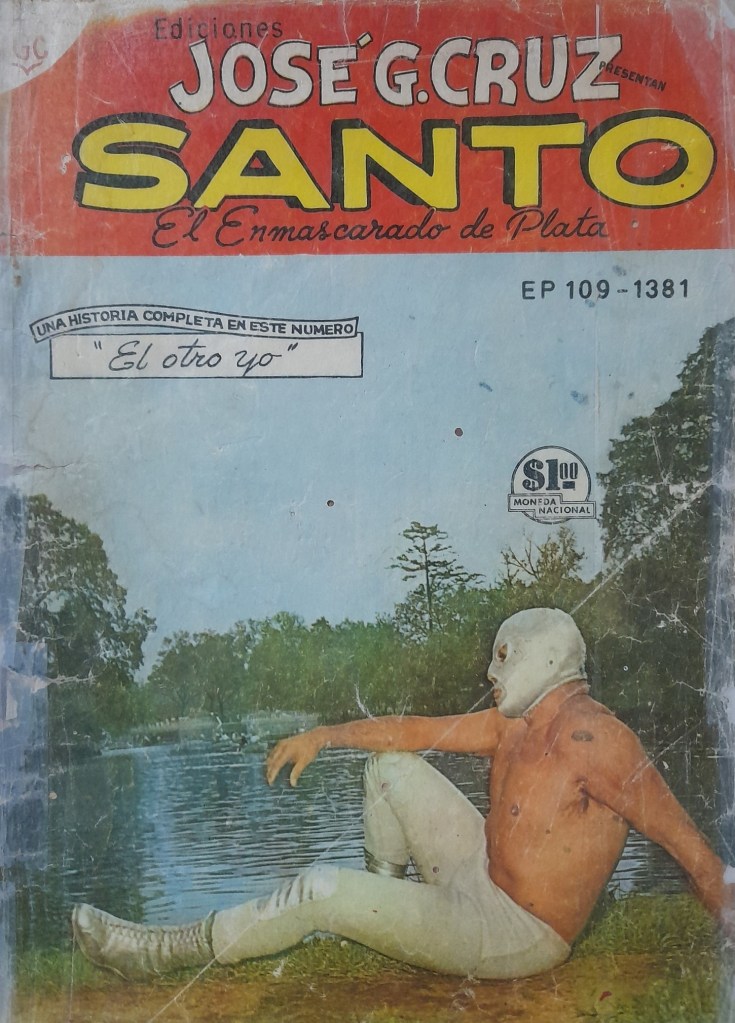 GC
Ediciones
JOSÉ G. CRUZ
PRESENTAN
SANTO
El Enmascarado de Plata
EP 109-1381
UNA HISTORIA COMPLETA EN ESTE NUMERO
"El otro yo"
$1.00
MONEDA
NACIONAL